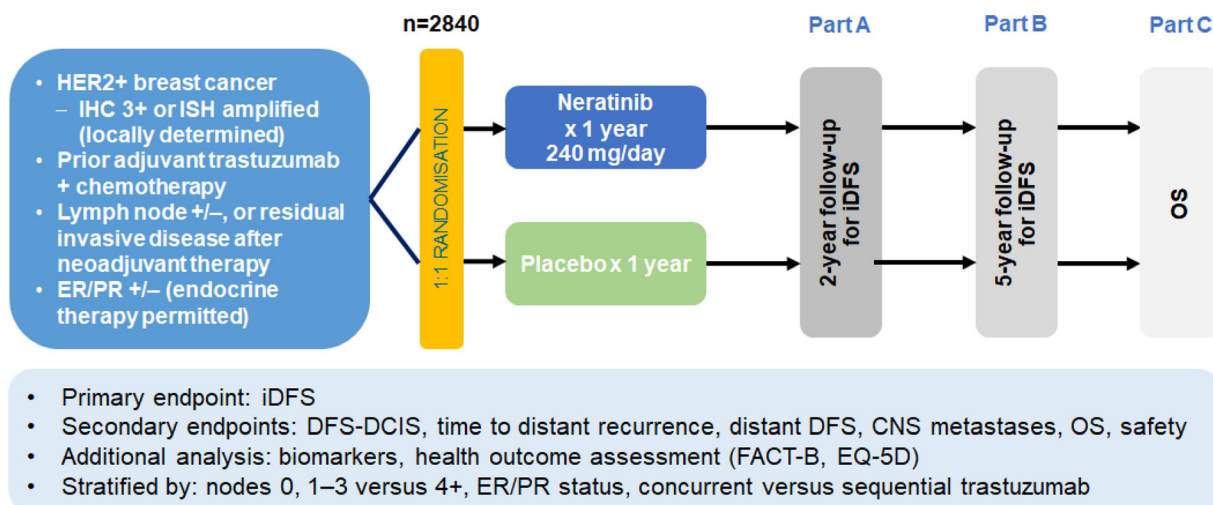 n=2840
Part A
Part B
Part C
• HER2+ breast cancer
– IHC 3+ or ISH amplified
(locally determined)
• Prior adjuvant trastuzumab
+ chemotherapy
• Lymph node +/–, or residual
invasive disease after
neoadjuvant therapy
• ER/PR +/– (endocrine
therapy permitted)
1:1 RANDOMISATION
Neratinib
x 1 year
240 mg/day
Placebo x 1 year
2-year follow-up
for iDFS
5-year follow-up
for iDFS
OS
• Primary endpoint: iDFS
• Secondary endpoints: DFS-DCIS, time to distant recurrence, distant DFS, CNS metastases, OS, safety
• Additional analysis: biomarkers, health outcome assessment (FACT-B, EQ-5D)
• Stratified by: nodes 0, 1–3 versus 4+, ER/PR status, concurrent versus sequential trastuzumab